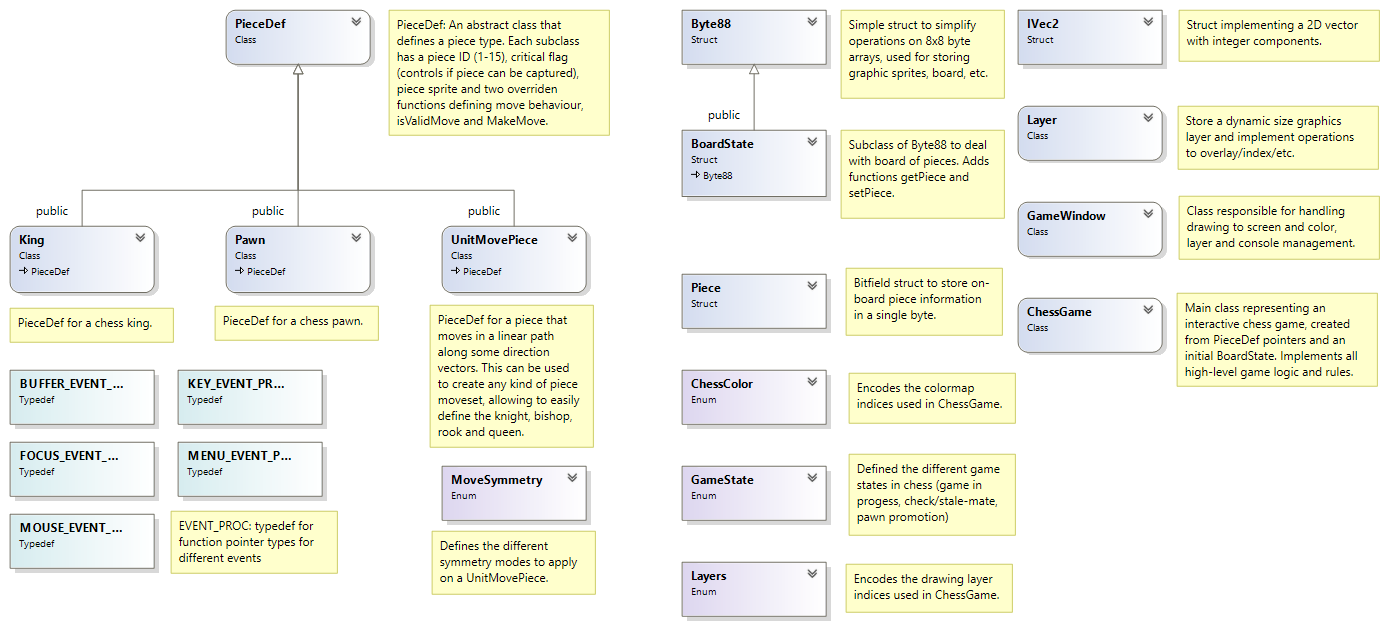 PieceDef
Class
PieceDef: An abstract class that
defines a piece type. Each subclass
has a piece ID (1-15), critical flag
(controls if piece can be captured),
piece sprite and two overriden
functions defining move behaviour,
isValidMove and MakeMove.
public
public
public
King
Class
PieceDef
Pawn
Class
PieceDef
UnitMovePiece
Class
PieceDef
PieceDef for a chess king.
PieceDef for a chess pawn.
PieceDef for a piece that
moves in a linear path
along some direction
vectors. This can be used
to create any kind of piece
moveset, allowing to easily
define the knight, bishop,
rook and queen.
BUFFER_EVENT_...
Typedef
KEY_EVENT_PR...
Typedef
FOCUS_EVENT_...
Typedef
MENU_EVENT_P...
Typedef
MOUSE_EVENT_...
Typedef
EVENT_PROC: typedef for
function pointer types for
different events
MoveSymmetry
Enum
Defines the different
symmetry modes to apply
on a UnitMovePiece.
Byte88
Struct
Simple struct to simplify
operations on 8x8 byte
arrays, used for storing
graphic sprites, board, etc.
public
BoardState
Struct
Byte88
Subclass of Byte88 to deal
with board of pieces. Adds
functions getPiece and
setPiece.
Piece
Struct
Bitfield struct to store on-
board piece information
in a single byte.
ChessColor
Enum
Encodes the colormap
indices used in ChessGame.
GameState
Enum
Defined the different game
states in chess (game in
progess, check/stale-mate,
pawn promotion)
Layers
Enum
Encodes the drawing layer
indices used in ChessGame.
IVec2
Struct
Struct implementing a 2D vector
with integer components.
Layer
Class
Store a dynamic size graphics
layer and implement operations
to overlay/index/etc.
GameWindow
Class
Class responsible for handling
drawing to screen and color,
layer and console management.
ChessGame
Class
Main class representing an
interactive chess game, created
from PieceDef pointers and an
initial BoardState. Implements all
high-level game logic and rules.